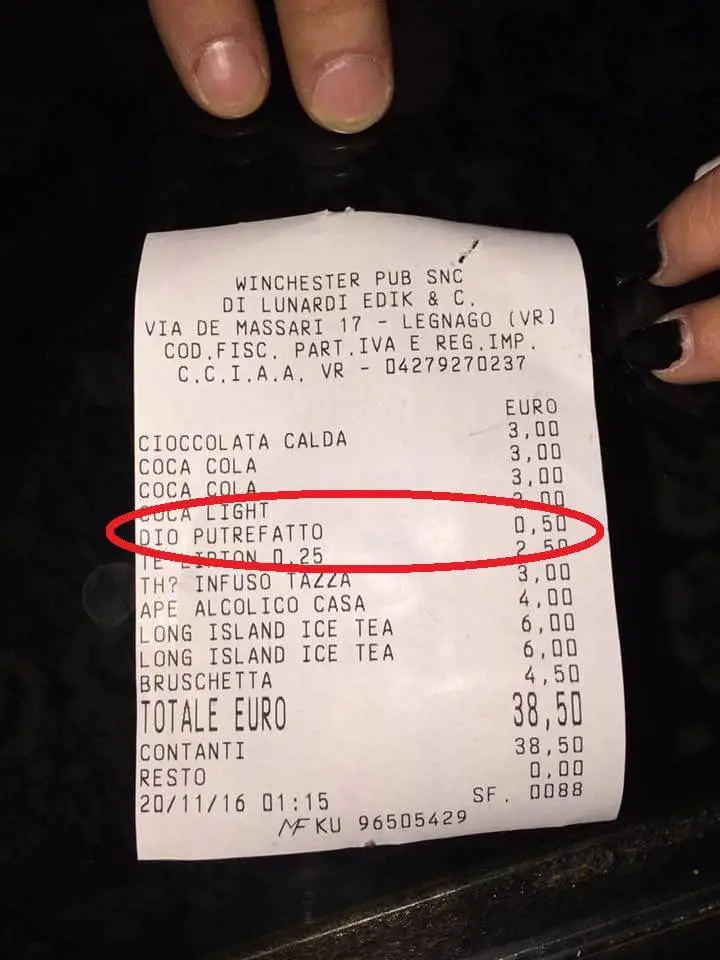 WINCHESTER PUB SNC
DI LUNARDI EDIK & C.
VIA DE MASSARI 17 - LEGNAGO (VR)
COD.FISC. PART.IVA E REG.IMP.
C.C.I.A.A. VR - 04279270237
EURO
CIOCCOLATA CALDA 3,00
COCA COLA 3,00
COCA COLA 3,00
COCA LIGHT 3,00
DIO PUTREFATTO 0,50
TE LIPTON 0.25 2,50
TH? INFUSO TAZZA 3,00
APE ALCOLICO CASA 4,00
LONG ISLAND ICE TEA 6,00
LONG ISLAND ICE TEA 6,00
BRUSCHETTA 4,50
TOTALE EURO 38,50
CONTANTI 38,50
RESTO 0,00
20/11/16 01:15 SF. 0088
MF KU 96505429